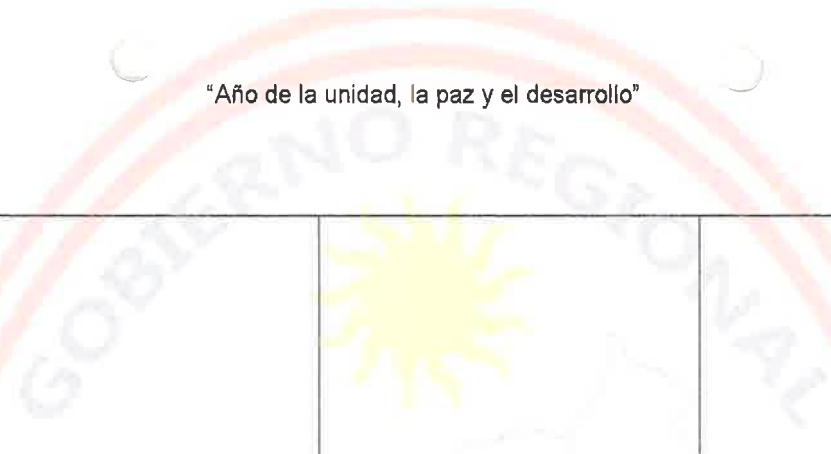 "Año de la unidad, la paz y el desarrollo"
GOBIERNO REGIONAL